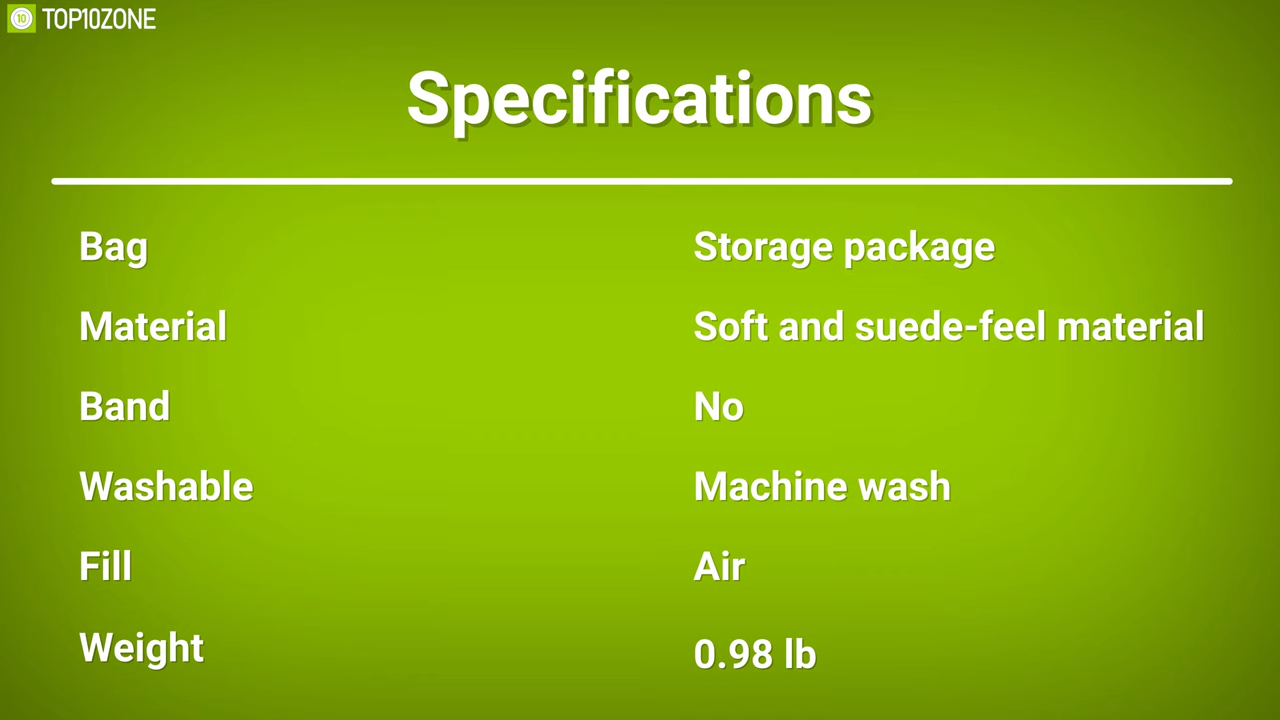 10 TOP10ZONE
Specifications
Bag Storage package
Material Soft and suede-feel material
Band No
Washable Machine wash
Fill Air
Weight 0.98 lb